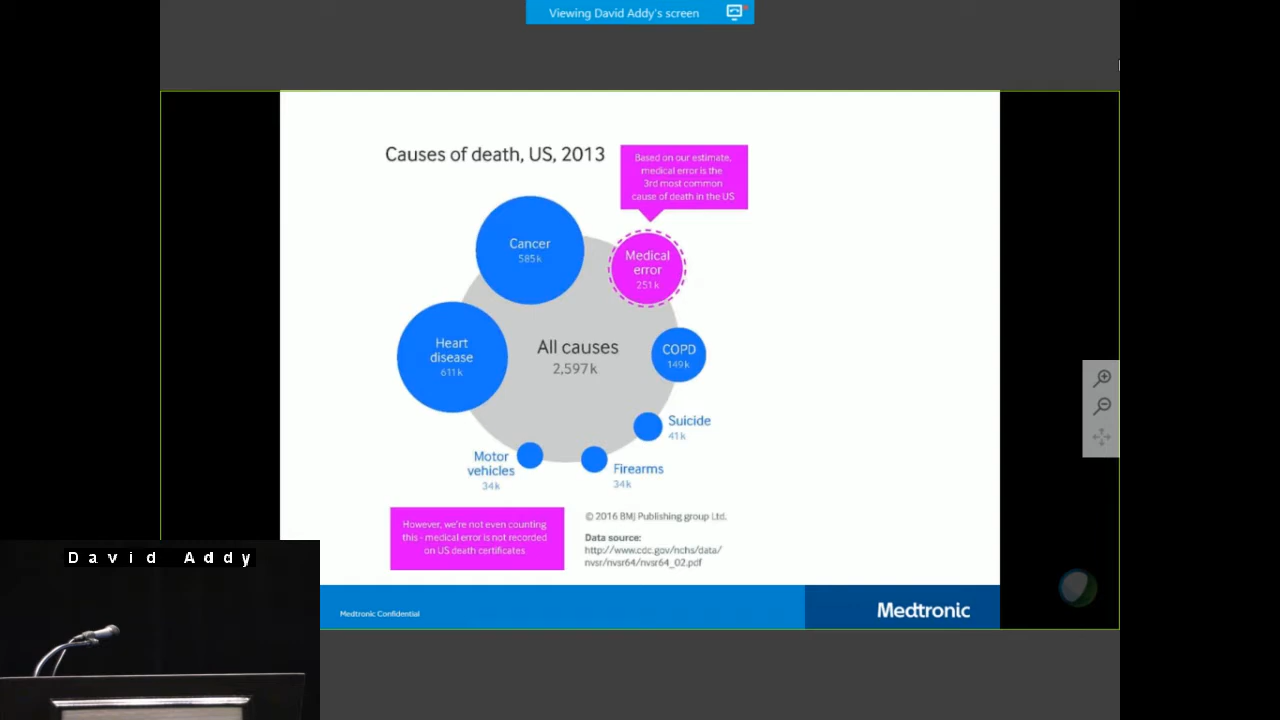 Viewing David Addy's screen
Causes of death, US, 2013
Based on our estimate,
medical error is the
3rd most common
cause of death in the US
Cancer
585k
Medical
error
251k
Heart
disease
611k
All causes
2,597k
COPD
149k
Suicide
41k
Motor
vehicles
34k
Firearms
34k
However, we're not even counting
this - medical error is not recorded
on US death certificates
© 2016 BMJ Publishing group Ltd.
Data source:
http://www.cdc.gov/nchs/data/
nvsr/nvsr64/nvsr64_02.pdf
David Addy
Medtronic Confidential
Medtronic